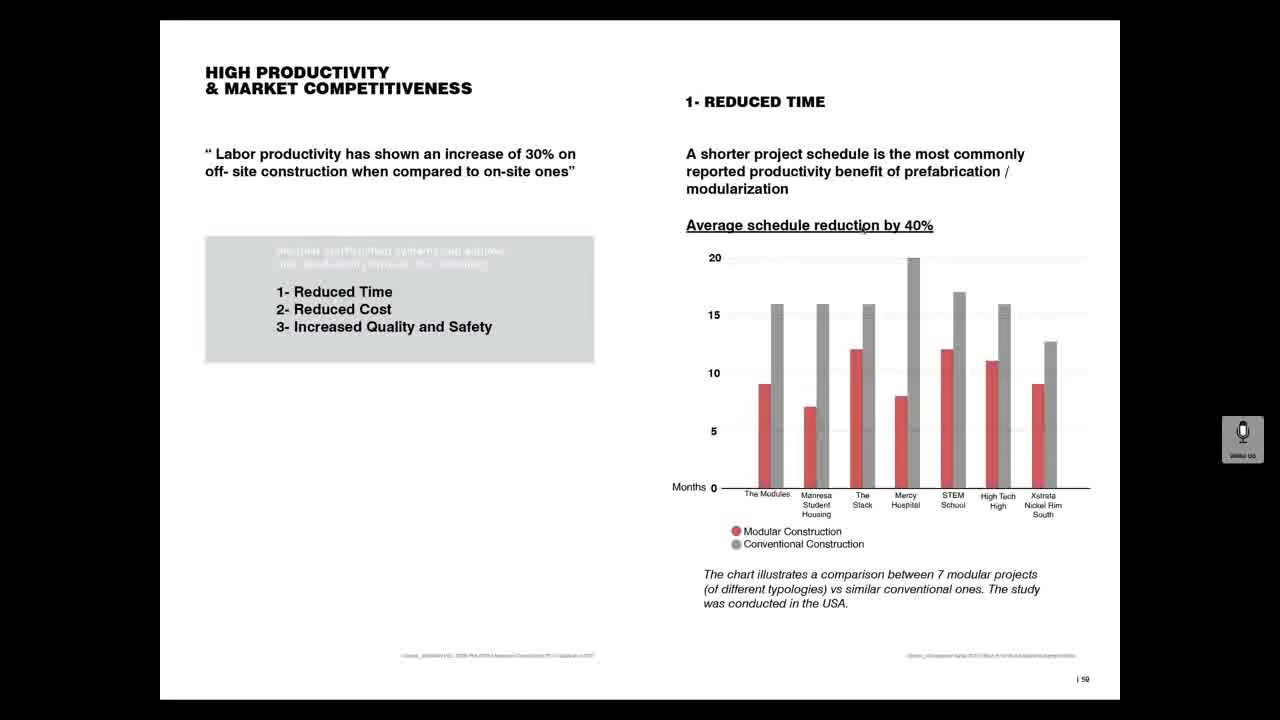 HIGH PRODUCTIVITY
& MARKET COMPETITIVENESS
“ Labor productivity has shown an increase of 30% on
off- site construction when compared to on-site ones”
1- Reduced Time
2- Reduced Cost
3- Increased Quality and Safety
1- REDUCED TIME
A shorter project schedule is the most commonly
reported productivity benefit of prefabrication /
modularization
Average schedule reduction by 40%
20
15
10
5
Months 0
The Modules
Manresa
Student
Housing
The
Stack
Mercy
Hospital
STEM
School
High Tech
High
Xstrata
Nickel Rim
South
Modular Construction
Conventional Construction
The chart illustrates a comparison between 7 modular projects
(of different typologies) vs similar conventional ones. The study
was conducted in the USA.
| 59